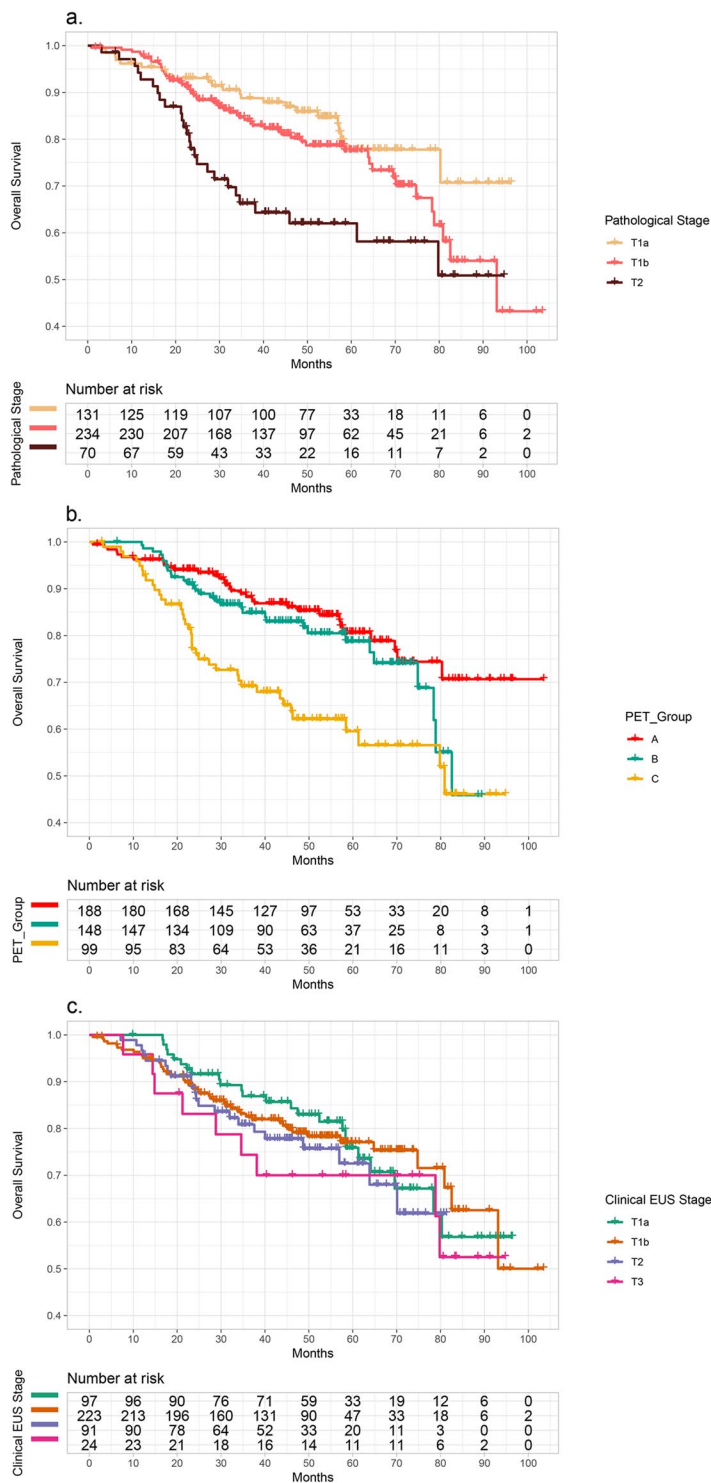 a.
1.0
0.9
0.8
0.7
0.6
0.5
0.4
Overall Survival
0 10 20 30 40 50 60 70 80 90 100
Months
Pathological Stage
T1a
T1b
T2
Number at risk
Pathological Stage
131 125 119 107 100 77 33 18 11 6 0
234 230 207 168 137 97 62 45 21 6 2
70 67 59 43 33 22 16 11 7 2 0
0 10 20 30 40 50 60 70 80 90 100
Months
b.
1.0
0.9
0.8
0.7
0.6
0.5
0.4
Overall Survival
0 10 20 30 40 50 60 70 80 90 100
Months
PET_Group
A
B
C
Number at risk
PET_Group
188 180 168 145 127 97 53 33 20 8 1
148 147 134 109 90 63 37 25 8 3 1
99 95 83 64 53 36 21 16 11 3 0
0 10 20 30 40 50 60 70 80 90 100
Months
c.
1.0
0.9
0.8
0.7
0.6
0.5
0.4
Overall Survival
0 10 20 30 40 50 60 70 80 90 100
Months
Clinical EUS Stage
T1a
T1b
T2
T3
Number at risk
Clinical EUS Stage
97 96 90 76 71 59 33 19 12 6 0
223 213 196 160 131 90 47 33 18 6 2
91 90 78 64 52 33 20 11 3 0 0
24 23 21 18 16 14 11 11 6 2 0
0 10 20 30 40 50 60 70 80 90 100
Months